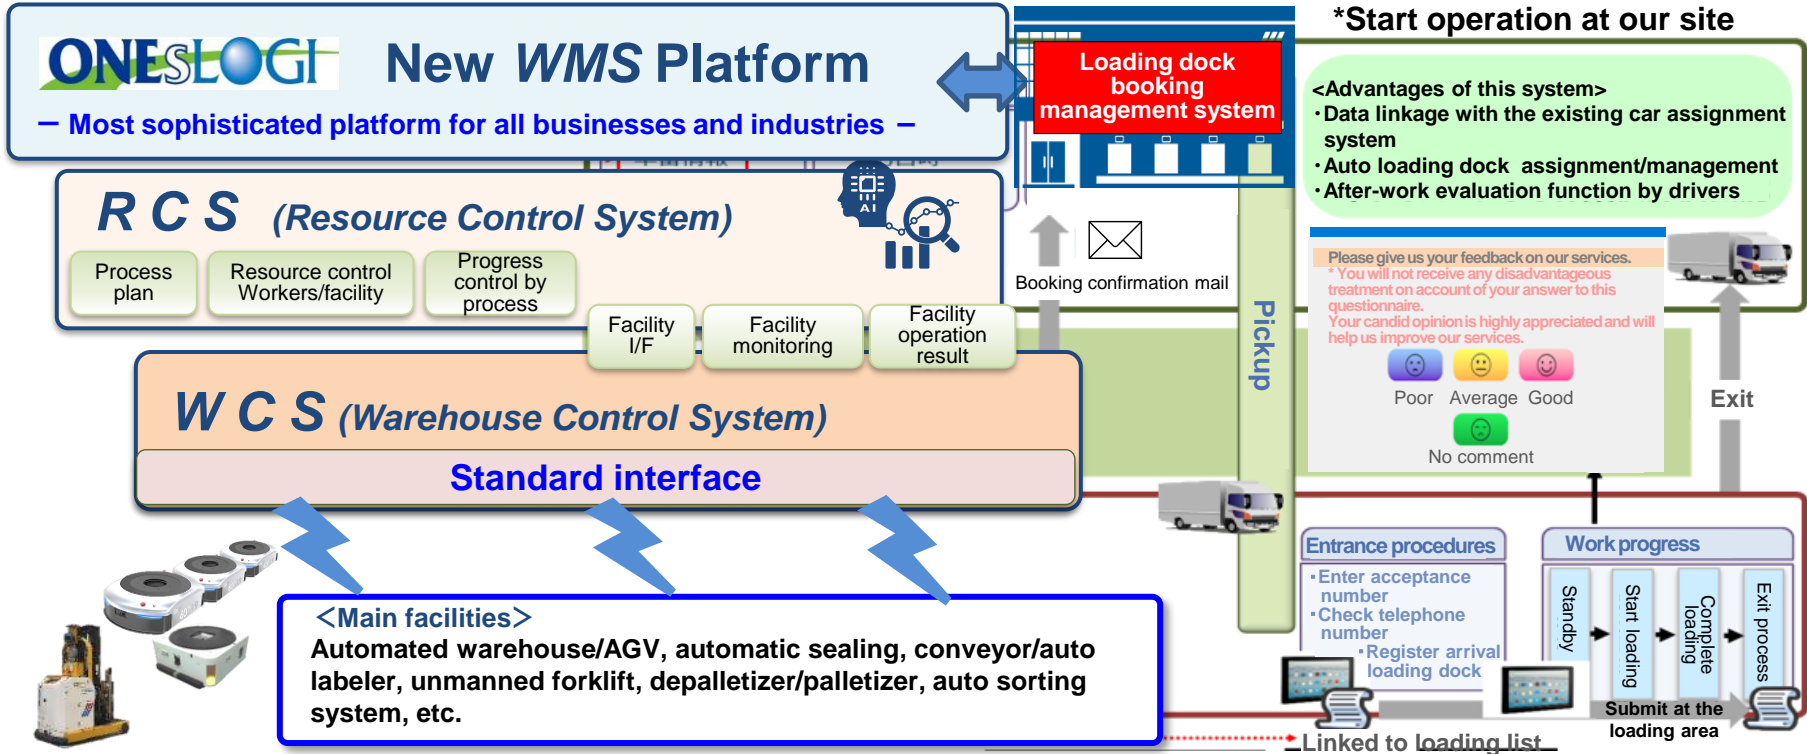 ONEsLOGI
New WMS Platform
— Most sophisticated platform for all businesses and industries —
R C S (Resource Control System)
AI
Process
plan
Resource control
Workers/facility
Progress
control by
process
Facility
I/F
Facility
monitoring
Facility
operation
result
W C S (Warehouse Control System)
Standard interface
<Main facilities>
Automated warehouse/AGV, automatic sealing, conveyor/auto
labeler, unmanned forklift, depalletizer/palletizer, auto sorting
system, etc.
*Start operation at our site
Loading dock
booking
management system
<Advantages of this system>
・Data linkage with the existing car assignment
system
・Auto loading dock assignment/management
・After-work evaluation function by drivers
Booking confirmation mail
Pickup
Please give us your feedback on our services.
* You will not receive any disadvantageous
treatment on account of your answer to this
questionnaire.
Your candid opinion is highly appreciated and will
help us improve our services.
Poor Average Good
No comment
Exit
Entrance procedures
・Enter acceptance
number
・Check telephone
number
・Register arrival
loading dock
Work progress
Standby
Start loading
Complete
loading
Exit process
Submit at the
loading area
Linked to loading list